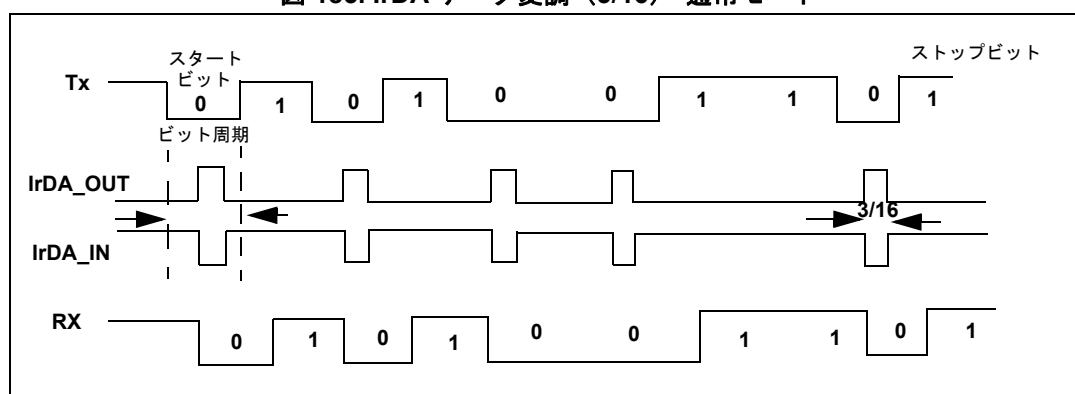 Tx
スタート
ビット
ストップビット
0 1 0 1 0 0 1 1 0 1
ビット周期
IrDA_OUT
3/16
IrDA_IN
RX
0 1 0 1 0 0 1 1 0 1